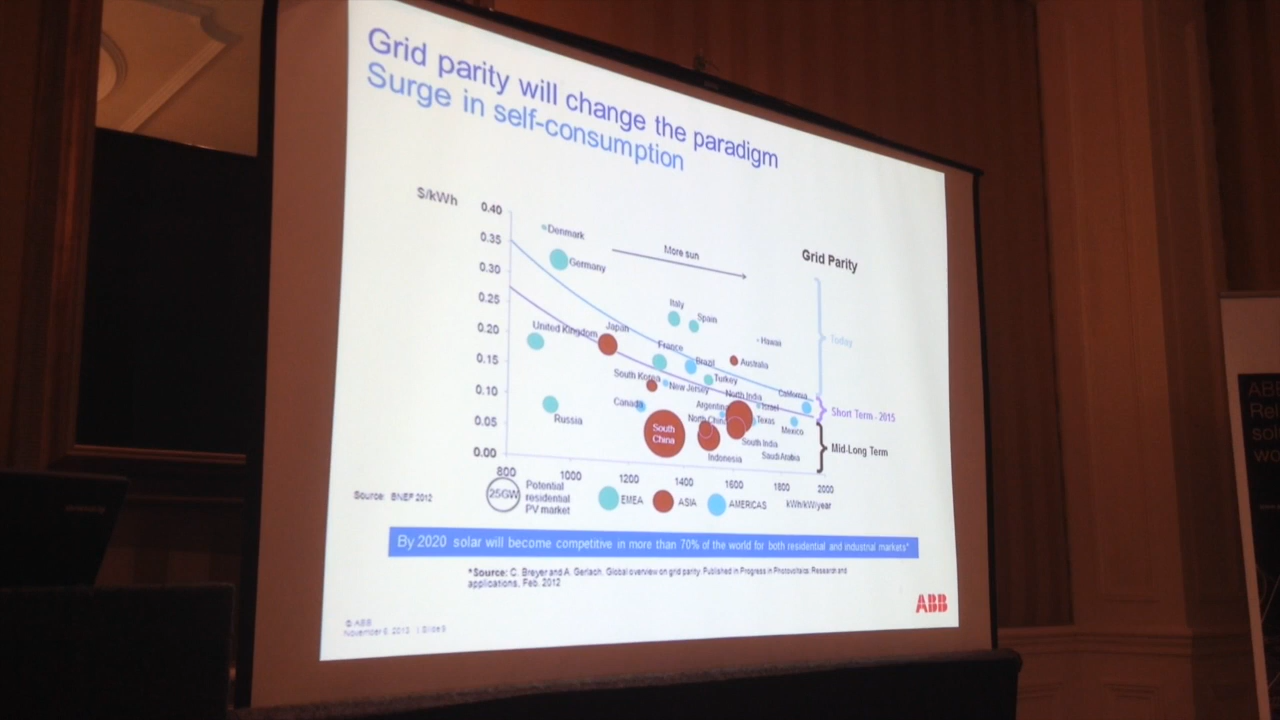 Grid parity will change the paradigm
Surge in self-consumption
$/kWh
0.40
0.35
0.30
0.25
0.20
0.15
0.10
0.05
0.00
800
1000
1200
1400
1600
1800
2000
kWh/kW/year
More sun
Grid Parity
Today
Short Term - 2015
Mid-Long Term
Denmark
Germany
Italy
Spain
Hawaii
United Kingdom
Japan
France
Brazil
Australia
South Korea
New Jersey
Turkey
North India
California
Canada
Argentina
Israel
North China
Texas
Mexico
Russia
South
China
South India
Indonesia
Saudi Arabia
25GW
Potential
residential
PV market
EMEA
ASIA
AMERICAS
Source: BNEF 2012
By 2020 solar will become competitive in more than 70% of the world for both residential and industrial markets*
*Source: C. Breyer and A. Gerlach, Global overview on grid parity. Published in Progress in Photovoltaics, Research and
applications, Feb. 2012
ABB
© ABB